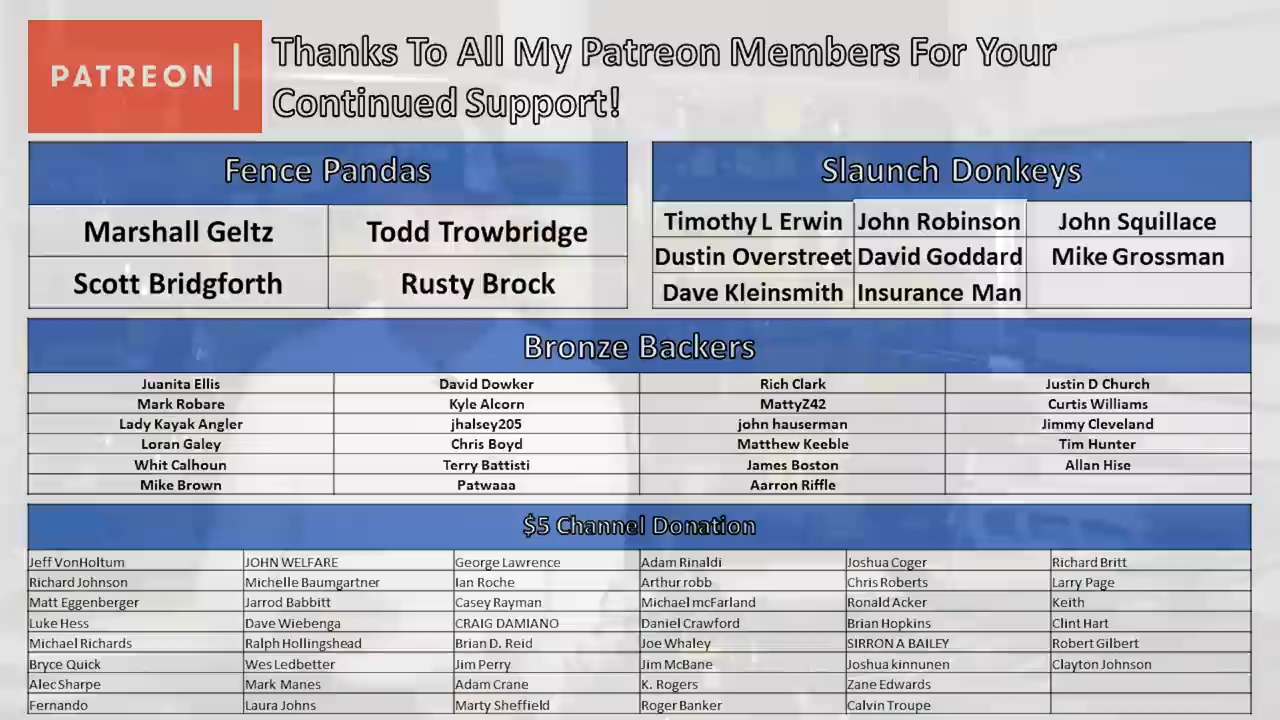 PATREON
Thanks To All My Patreon Members For Your
Continued Support!
Fence Pandas
Marshall Geltz Todd Trowbridge
Scott Bridgforth Rusty Brock
Slaunch Donkeys
Timothy L Erwin John Robinson John Squillace
Dustin Overstreet David Goddard Mike Grossman
Dave Kleinsmith Insurance Man
Bronze Backers
Juanita Ellis David Dowker Rich Clark Justin D Church
Mark Robare Kyle Alcorn MattyZ42 Curtis Williams
Lady Kayak Angler jhalsey205 john hauserman Jimmy Cleveland
Loran Galey Chris Boyd Matthew Keeble Tim Hunter
Whit Calhoun Terry Battisti James Boston Allan Hise
Mike Brown Patwaaa Aarron Riffle
$5 Channel Donation
Jeff VonHoltum JOHN WELFARE George Lawrence Adam Rinaldi Joshua Coger Richard Britt
Richard Johnson Michelle Baumgartner Ian Roche Arthur robb Chris Roberts Larry Page
Matt Eggenberger Jarrod Babbitt Casey Rayman Michael mcFarland Ronald Acker Keith
Luke Hess Dave Wiebenga CRAIG DAMIANO Daniel Crawford Brian Hopkins Clint Hart
Michael Richards Ralph Hollingshead Brian D. Reid Joe Whaley SIRRON A BAILEY Robert Gilbert
Bryce Quick Wes Ledbetter Jim Perry Jim McBane Joshua kinnunen Clayton Johnson
Alec Sharpe Mark Manes Adam Crane K. Rogers Zane Edwards
Fernando Laura Johns Marty Sheffield Roger Banker Calvin Troupe